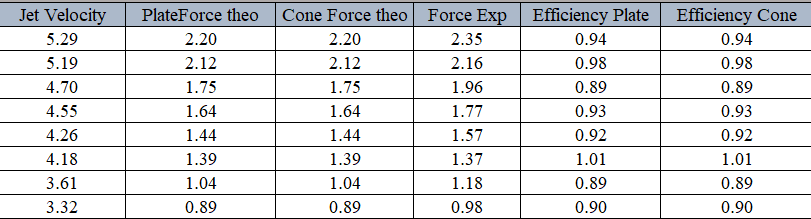 Jet Velocity PlateForce theo Cone Force theo Force Exp Efficiency Plate Efficiency Cone
5.29 2.20 2.20 2.35 0.94 0.94
5.19 2.12 2.12 2.16 0.98 0.98
4.70 1.75 1.75 1.96 0.89 0.89
4.55 1.64 1.64 1.77 0.93 0.93
4.26 1.44 1.44 1.57 0.92 0.92
4.18 1.39 1.39 1.37 1.01 1.01
3.61 1.04 1.04 1.18 0.89 0.89
3.32 0.89 0.89 0.98 0.90 0.90